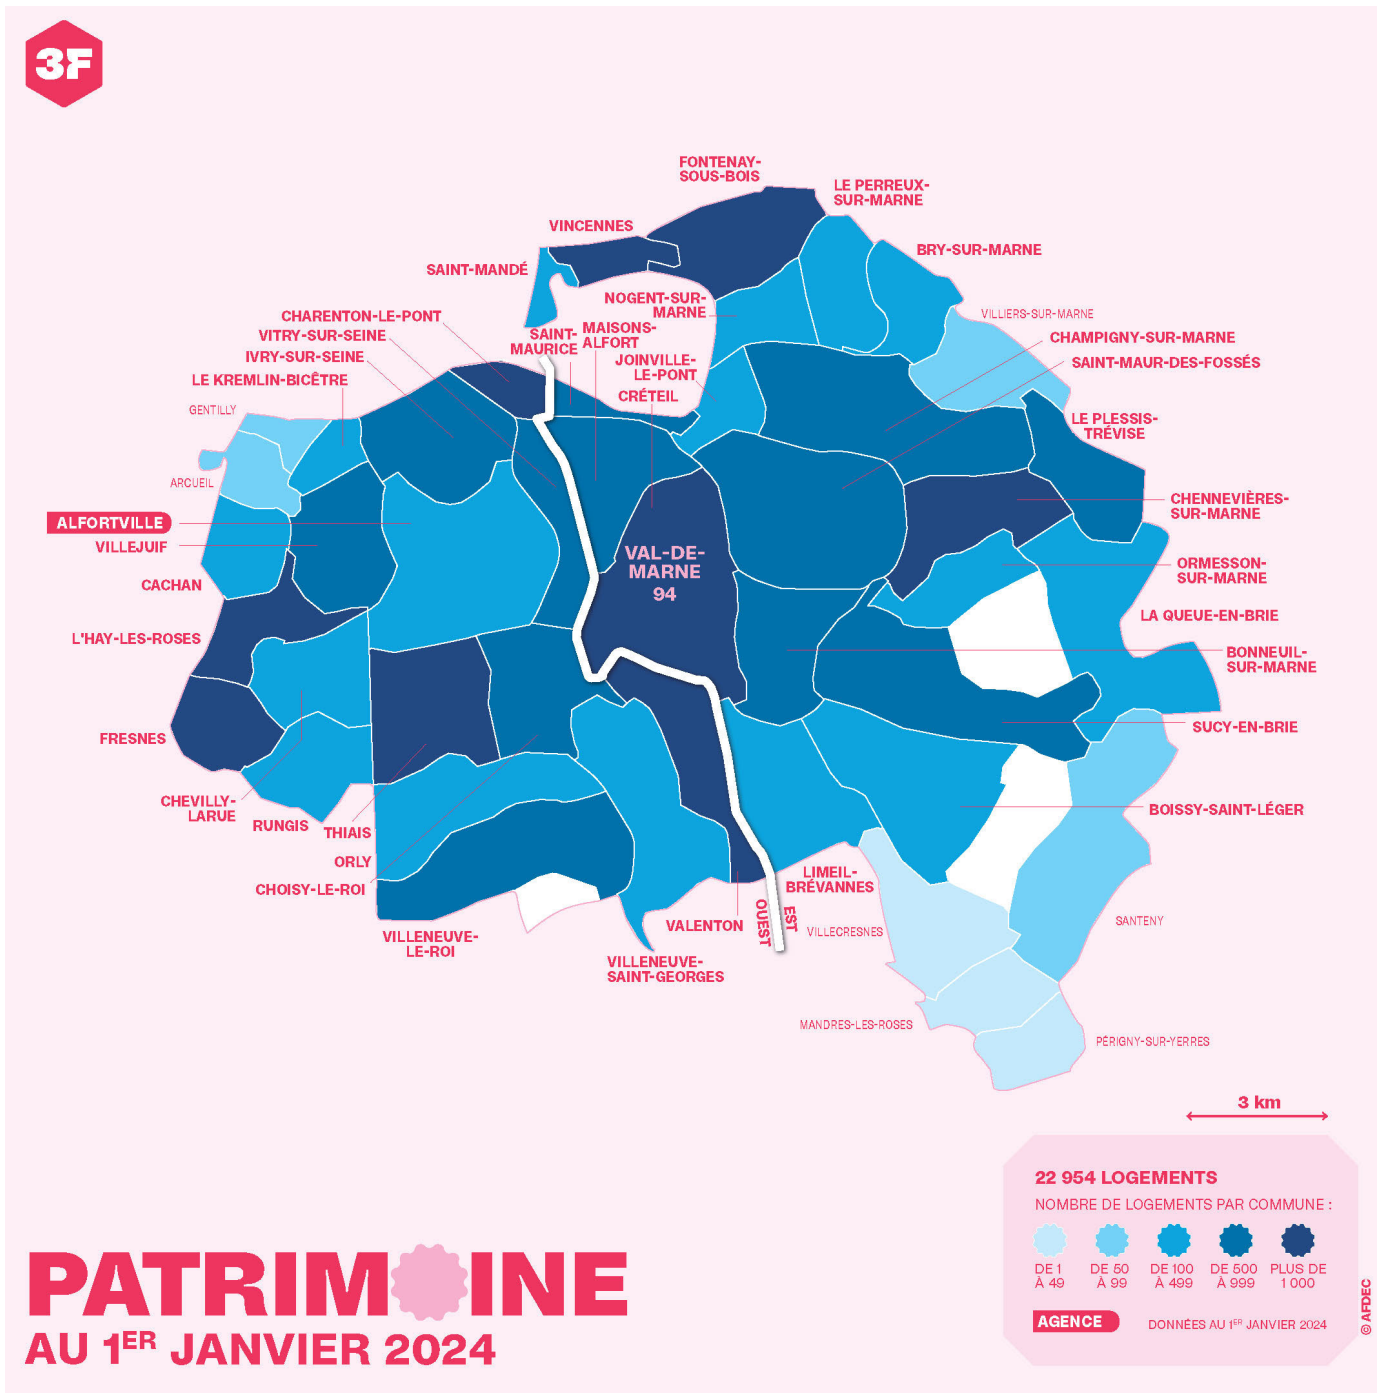 3F
FONTENAY-
SOUS-BOIS
LE PERREUX-
SUR-MARNE
VINCENNES
BRY-SUR-MARNE
SAINT-MANDÉ
NOGENT-SUR-
MARNE
VILLIERS-SUR-MARNE
CHARENTON-LE-PONT
VITRY-SUR-SEINE
SAINT-
MAURICE
MAISONS-
ALFORT
CHAMPIGNY-SUR-MARNE
IVRY-SUR-SEINE
JOINVILLE-
LE-PONT
SAINT-MAUR-DES-FOSSÉS
LE KREMLIN-BICÊTRE
CRÉTEIL
GENTILLY
LE PLESSIS-
TRÉVISE
ARCUEIL
CHENNEVIÈRES-
SUR-MARNE
ALFORTVILLE
VILLEJUIF
VAL-DE-
MARNE
94
CACHAN
ORMESSON-
SUR-MARNE
LA QUEUE-EN-BRIE
L'HAY-LES-ROSES
BONNEUIL-
SUR-MARNE
FRESNES
SUCY-EN-BRIE
CHEVILLY-
LARUE
RUNGIS
THIAIS
BOISSY-SAINT-LÉGER
ORLY
CHOISY-LE-ROI
LIMEIL-
BRÉVANNES
VALENTON
OUEST
EST
VILLECRESNES
SANTENY
VILLENEUVE-
LE-ROI
VILLENEUVE-
SAINT-GEORGES
MANDRES-LES-ROSES
PÉRIGNY-SUR-YERRES
3 km
22 954 LOGEMENTS
NOMBRE DE LOGEMENTS PAR COMMUNE :
DE 1
À 49
DE 50
À 99
DE 100
À 499
DE 500
À 999
PLUS DE
1 000
AGENCE
DONNÉES AU 1ER JANVIER 2024
© AFDEC
PATRIMOINE
AU 1ER JANVIER 2024